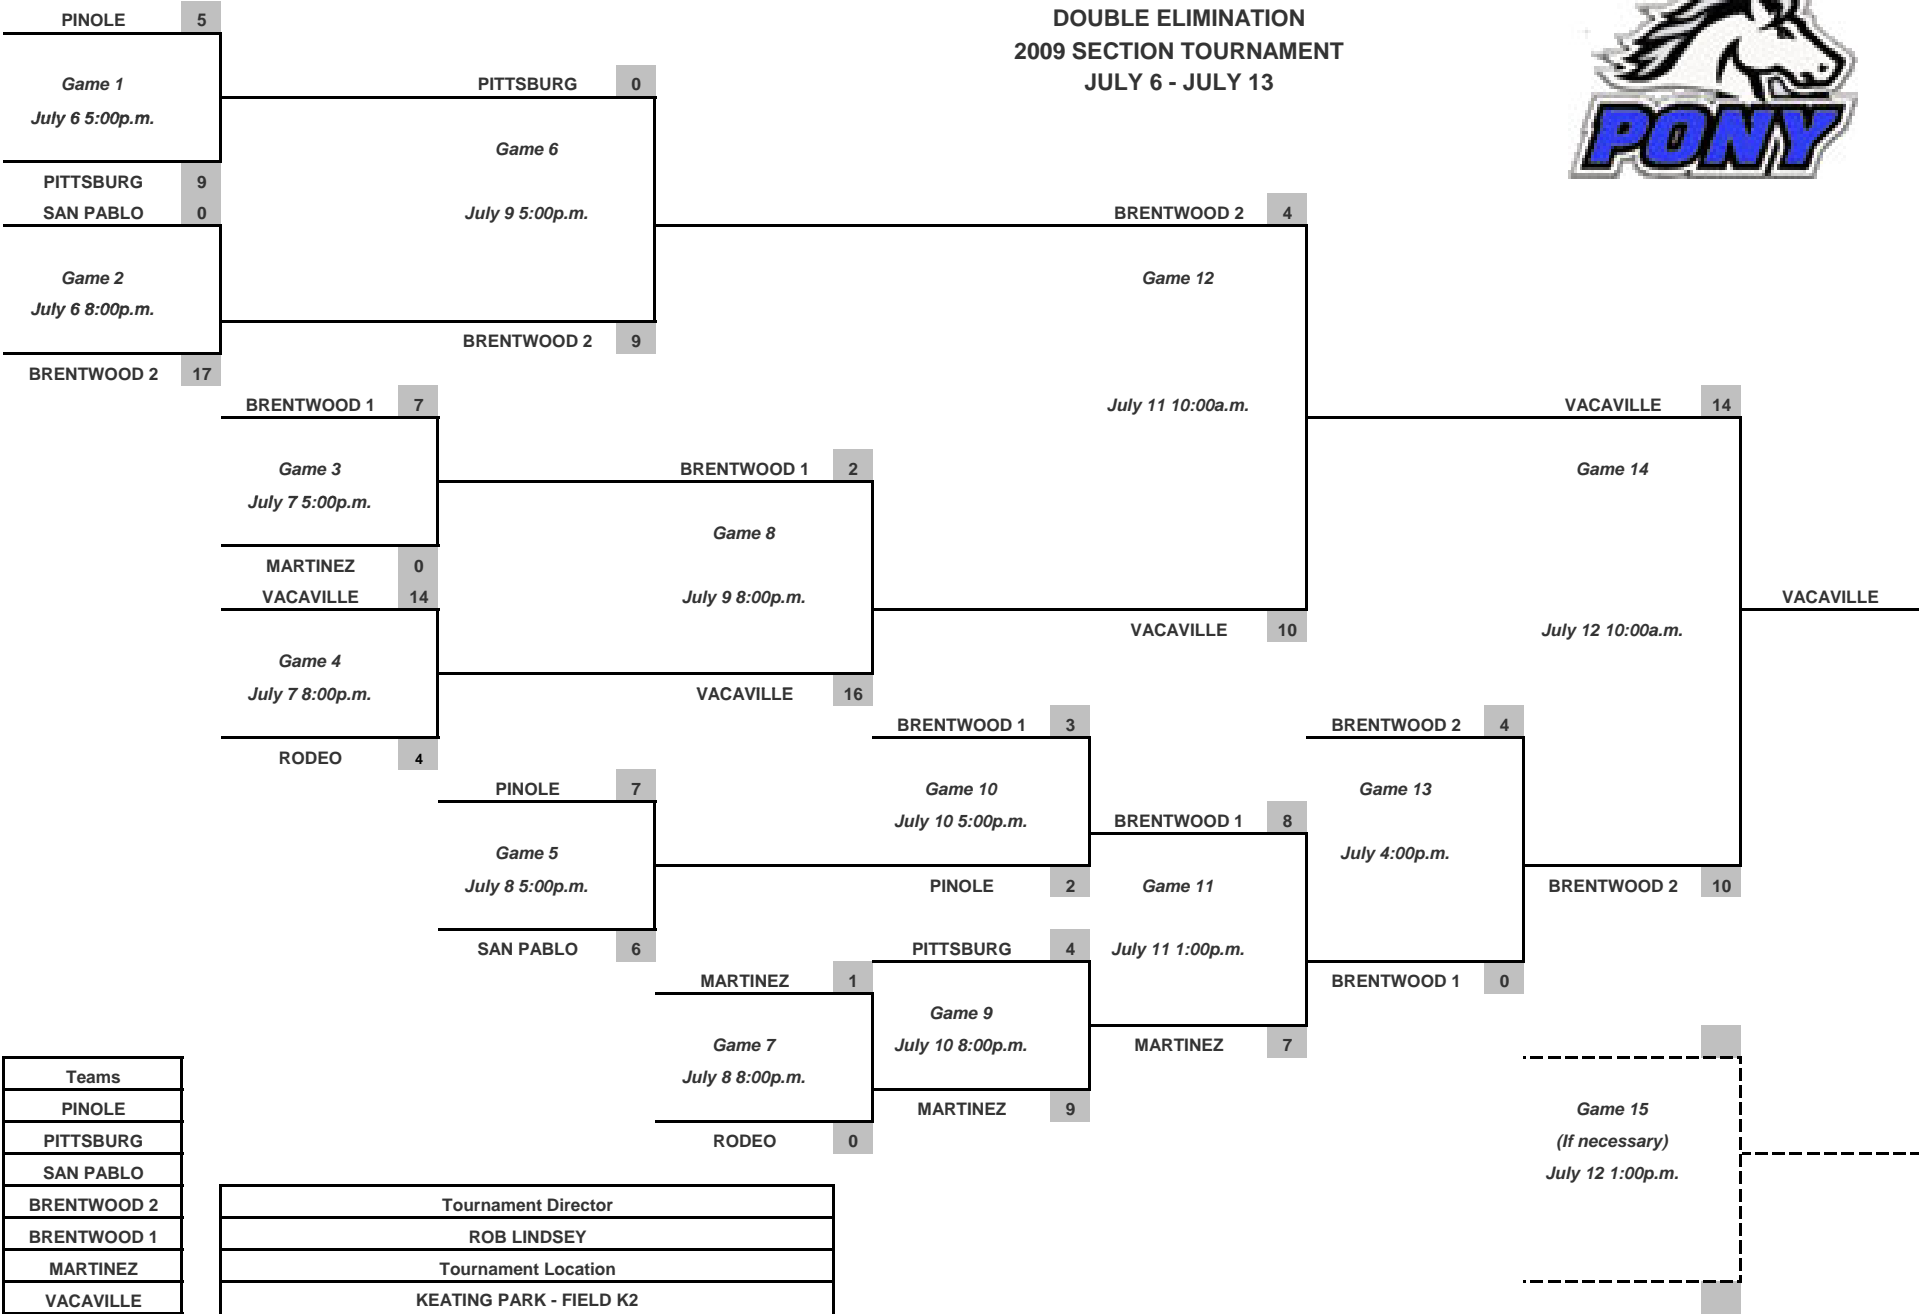 DOUBLE ELIMINATION
2009 SECTION TOURNAMENT
JULY 6 - JULY 13
PONY
PINOLE 5
Game 1
July 6 5:00p.m.
PITTSBURG 9
SAN PABLO 0
Game 2
July 6 8:00p.m.
BRENTWOOD 2 17
BRENTWOOD 1 7
Game 3
July 7 5:00p.m.
MARTINEZ 0
VACAVILLE 14
Game 4
July 7 8:00p.m.
RODEO 4
PINOLE 7
Game 5
July 8 5:00p.m.
SAN PABLO 6
PITTSBURG 0
Game 6
July 9 5:00p.m.
BRENTWOOD 2 9
MARTINEZ 1
Game 7
July 8 8:00p.m.
RODEO 0
BRENTWOOD 1 2
Game 8
July 9 8:00p.m.
VACAVILLE 16
PITTSBURG 4
Game 9
July 10 8:00p.m.
MARTINEZ 9
BRENTWOOD 1 3
Game 10
July 10 5:00p.m.
PINOLE 2
BRENTWOOD 1 8
Game 11
July 11 1:00p.m.
MARTINEZ 7
BRENTWOOD 2 4
Game 12
July 11 10:00a.m.
VACAVILLE 10
BRENTWOOD 2 4
Game 13
July 4:00p.m.
BRENTWOOD 1 0
VACAVILLE 14
Game 14
July 12 10:00a.m.
BRENTWOOD 2 10
VACAVILLE
Game 15
(If necessary)
July 12 1:00p.m.
Teams
PINOLE
PITTSBURG
SAN PABLO
BRENTWOOD 2
BRENTWOOD 1
MARTINEZ
VACAVILLE
Tournament Director
ROB LINDSEY
Tournament Location
KEATING PARK - FIELD K2